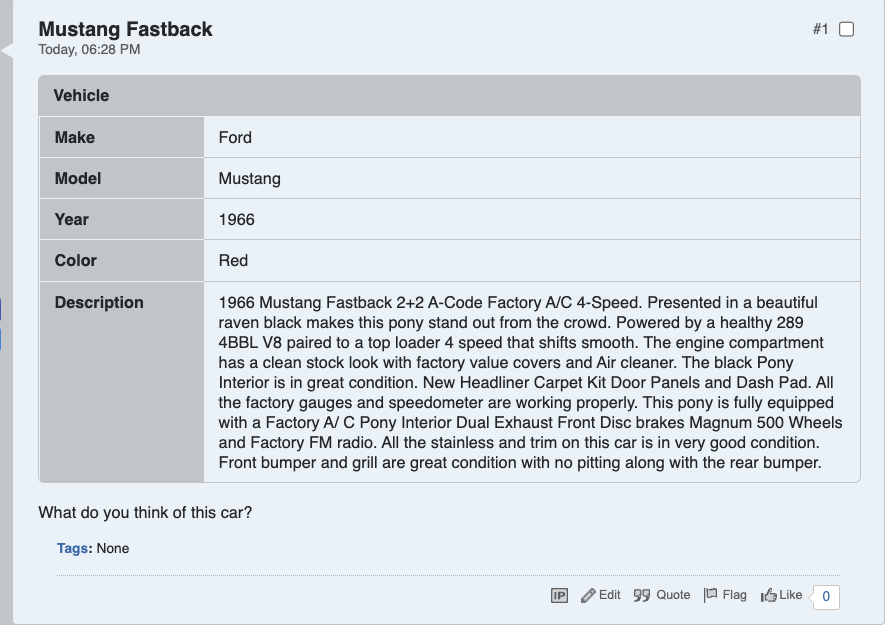 Mustang Fastback
#1
Today, 06:28 PM
Vehicle
Make Ford
Model Mustang
Year 1966
Color Red
Description 1966 Mustang Fastback 2+2 A-Code Factory A/C 4-Speed. Presented in a beautiful
raven black makes this pony stand out from the crowd. Powered by a healthy 289
4BBL V8 paired to a top loader 4 speed that shifts smooth. The engine compartment
has a clean stock look with factory value covers and Air cleaner. The black Pony
Interior is in great condition. New Headliner Carpet Kit Door Panels and Dash Pad. All
the factory gauges and speedometer are working properly. This pony is fully equipped
with a Factory A/ C Pony Interior Dual Exhaust Front Disc brakes Magnum 500 Wheels
and Factory FM radio. All the stainless and trim on this car is in very good condition.
Front bumper and grill are great condition with no pitting along with the rear bumper.
What do you think of this car?
Tags: None
IP Edit Quote Flag Like 0